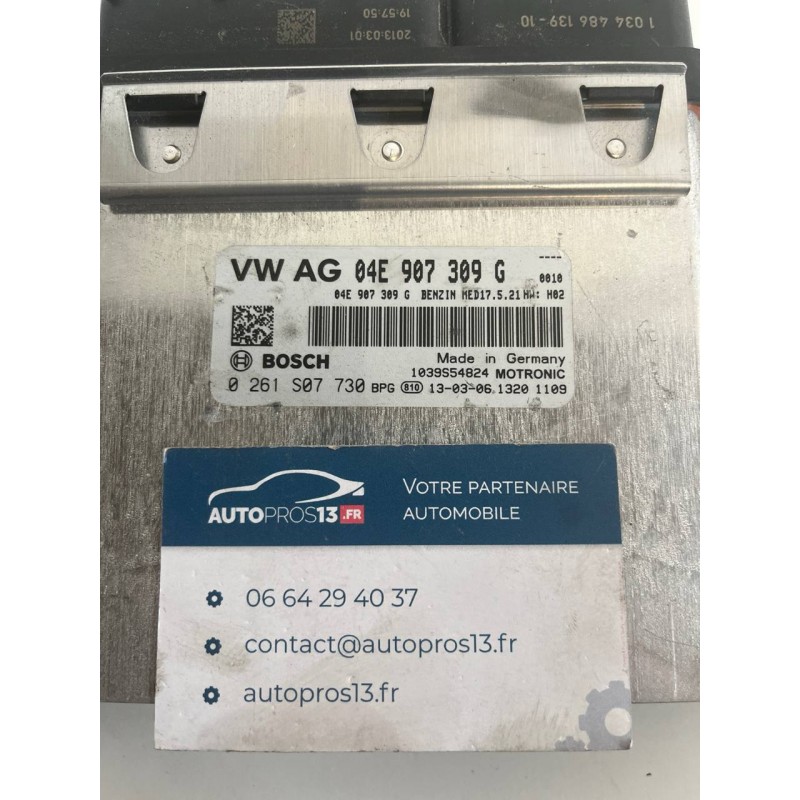 19:57:50
2013-03-01
1 034 486 139-10
----
VW AG 04E 907 309 G 0010
04E 907 309 G BENZIN MED17.5.21 HW: H02
BOSCH
Made in Germany
1039S54824 MOTRONIC
0 261 S07 730 BPG 810 13-03-06.1320 1109
AUTOPROS13.FR
VOTRE PARTENAIRE
AUTOMOBILE
06 64 29 40 37
contact@autopros13.fr
autopros13.fr